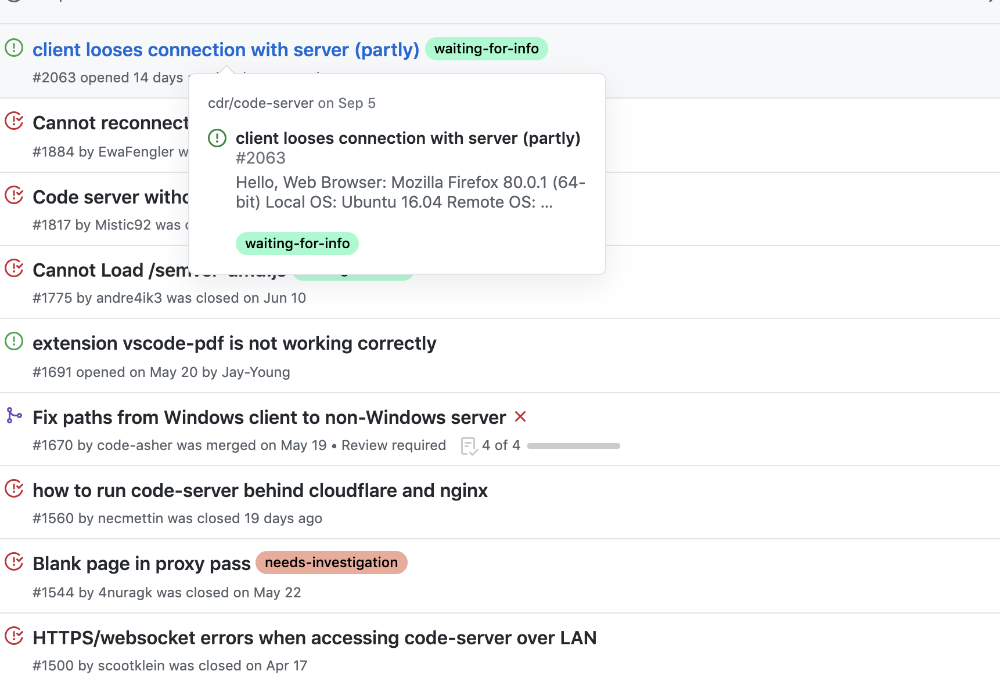 client looses connection with server (partly) waiting-for-info
#2063 opened 14 days
cdr/code-server on Sep 5
client looses connection with server (partly)
#2063
Hello, Web Browser: Mozilla Firefox 80.0.1 (64-
bit) Local OS: Ubuntu 16.04 Remote OS: ...
waiting-for-info
Cannot reconnect
#1884 by EwaFengler
Code server
#1817 by Mistic92 was
Cannot Load
#1775 by andre4ik3 was closed on Jun 10
extension vscode-pdf is not working correctly
#1691 opened on May 20 by Jay-Young
Fix paths from Windows client to non-Windows server
#1670 by code-asher was merged on May 19 • Review required 4 of 4
how to run code-server behind cloudflare and nginx
#1560 by necmettin was closed 19 days ago
Blank page in proxy pass needs-investigation
#1544 by 4nuragk was closed on May 22
HTTPS/websocket errors when accessing code-server over LAN
#1500 by scootklein was closed on Apr 17